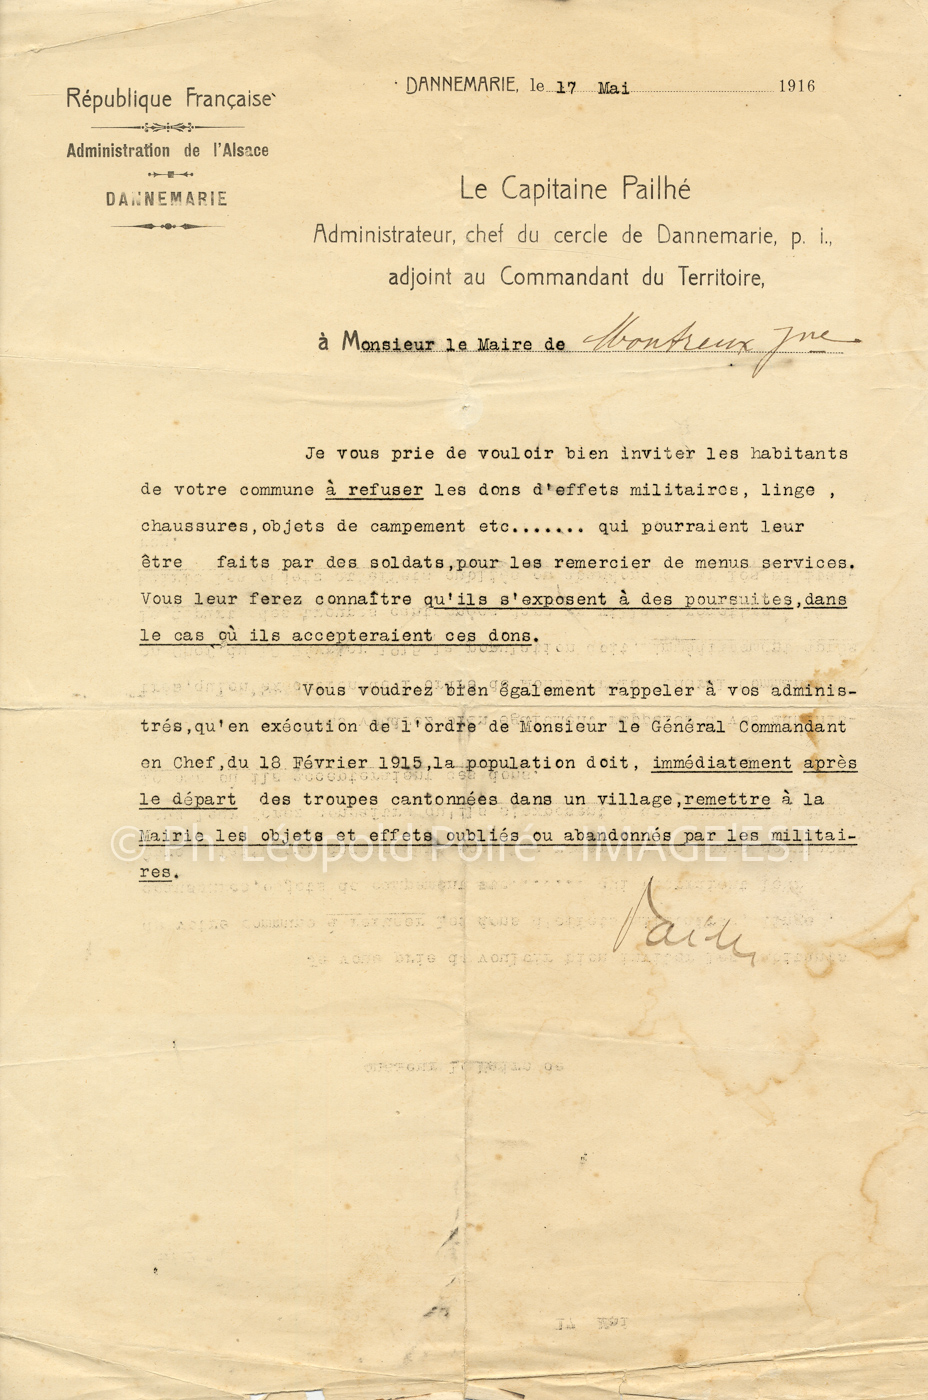 République Française
Administration de l'Alsace
DANNEMARIE
DANNEMARIE, le 17 Mai 1916
Le Capitaine Pailhé
Administrateur, chef du cercle de Dannemarie, p. i.,
adjoint au Commandant du Territoire,
à Monsieur le Maire de Montreux Jne
Je vous prie de vouloir bien inviter les habitants
de votre commune à refuser les dons d'effets militaires, linge ,
chaussures,objets de campement etc....... qui pourraient leur
être faits par des soldats,pour les remercier de menus services.
Vous leur ferez connaître qu'ils s'exposent à des poursuites,dans
le cas où ils accepteraient ces dons.
Vous voudrez bien également rappeler à vos adminis-
trés,qu'en exécution de l'ordre de Monsieur le Général Commandant
en Chef,du 18 Février 1915,la population doit, immédiatement après
le départ des troupes cantonnées dans un village,remettre à la
Mairie les objets et effets oubliés ou abandonnés par les militai-
res.
© Ph. Léopold Poiré - IMAGE'EST